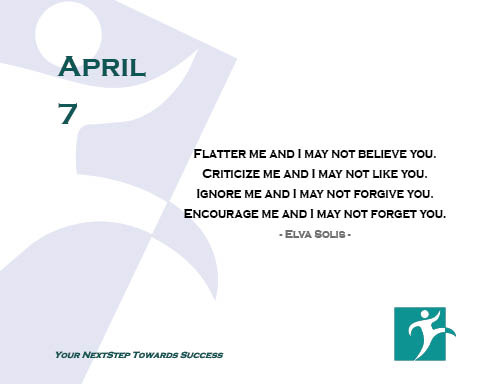 April
7
Flatter me and I may not believe you.
Criticize me and I may not like you.
Ignore me and I may not forgive you.
Encourage me and I may not forget you.
- Elva Solis -
Your NextStep Towards Success